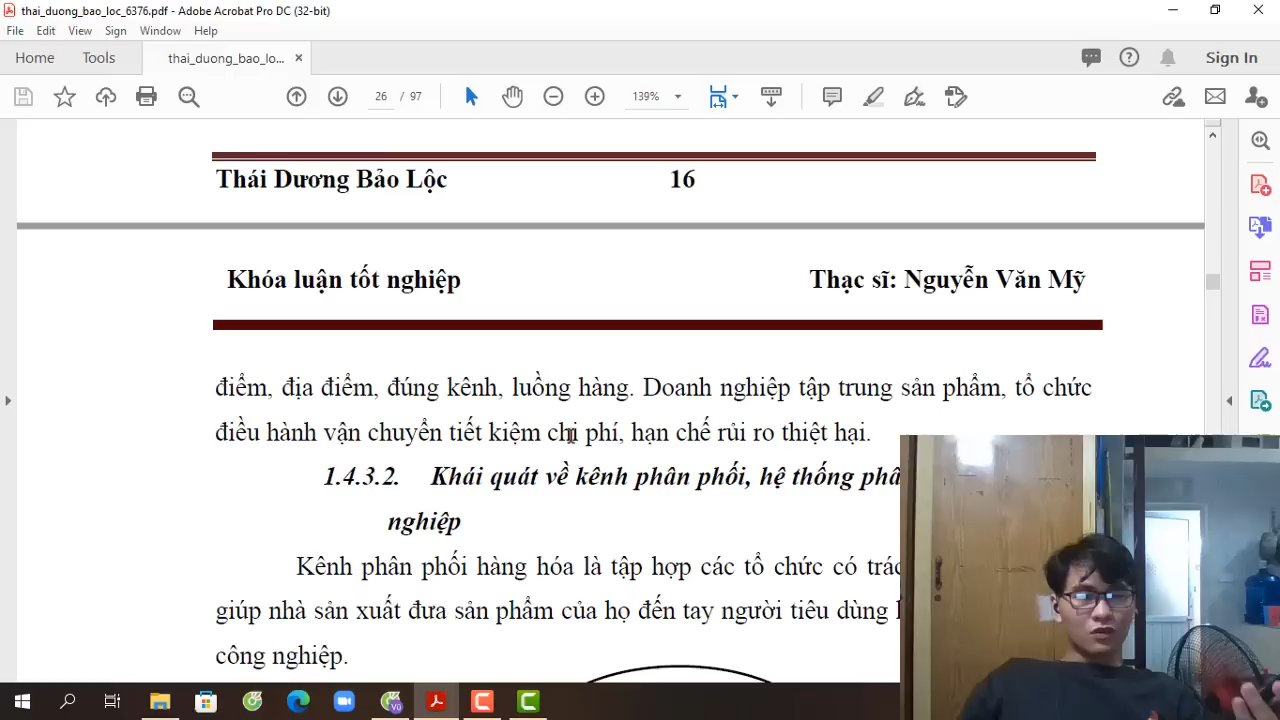 thai_duong_bao_loc_6376.pdf - Adobe Acrobat Pro DC (32-bit)
File Edit View Sign Window Help
Home Tools thai_duong_bao_lo... × Sign In
26 / 97 139%
Thái Dương Bảo Lộc 16
Khóa luận tốt nghiệp Thạc sĩ: Nguyễn Văn Mỹ
điểm, địa điểm, đúng kênh, luồng hàng. Doanh nghiệp tập trung sản phẩm, tổ chức
điều hành vận chuyển tiết kiệm chi phí, hạn chế rủi ro thiệt hại.
1.4.3.2. Khái quát về kênh phân phối, hệ thống
nghiệp
Kênh phân phối hàng hóa là tập hợp các tổ chức có
giúp nhà sản xuất đưa sản phẩm của họ đến tay người tiêu dùng
công nghiệp.
Vũ